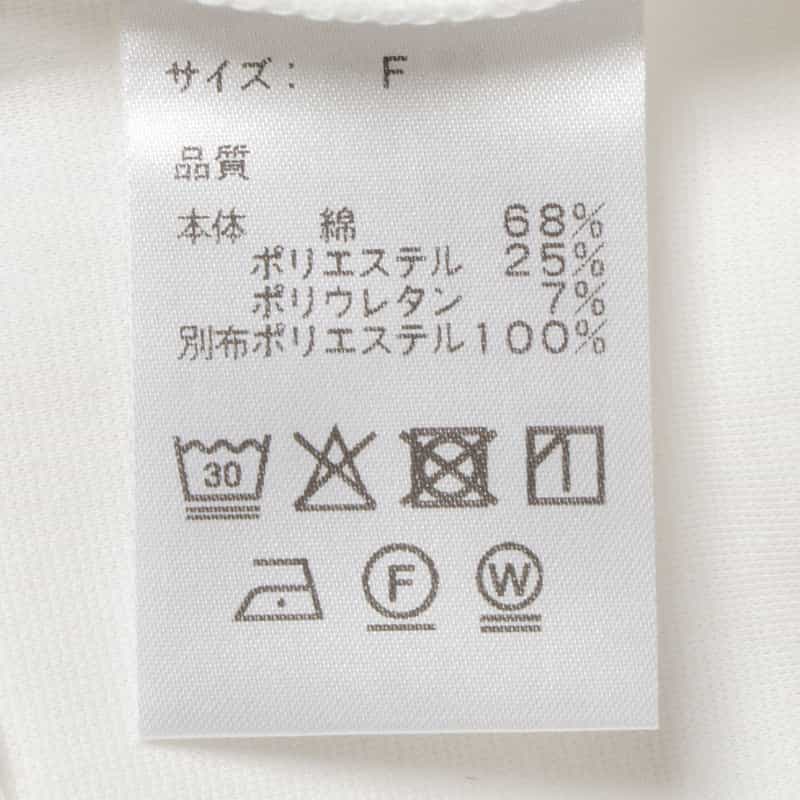 サイズ： F
品質
本体 綿 68%
ポリエステル 25%
ポリウレタン 7%
別布ポリエステル100%
30
F W